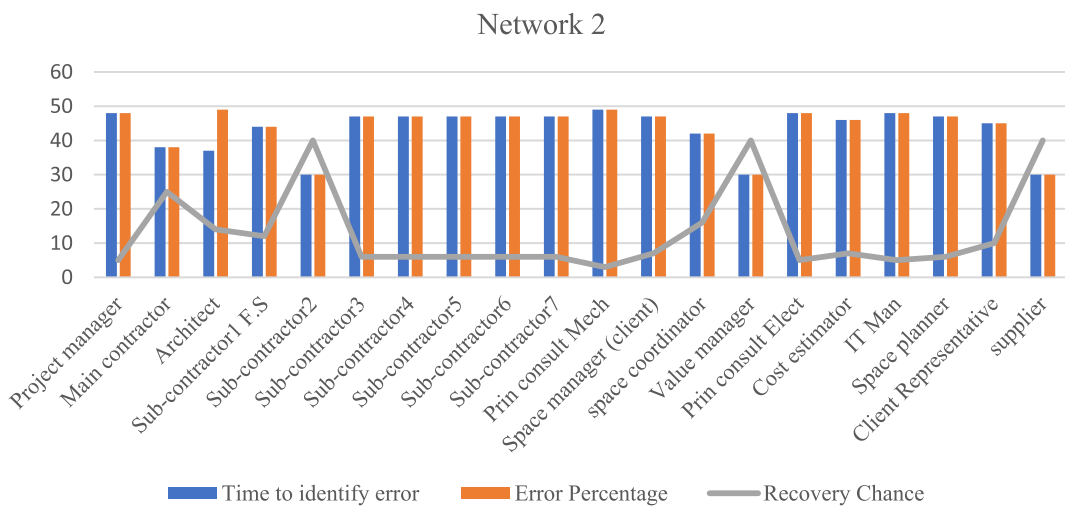 Network 2
60
50
40
30
20
10
0
Project manager
Main contractor
Architect
Sub-contractor1 F.S
Sub-contractor2
Sub-contractor3
Sub-contractor4
Sub-contractor5
Sub-contractor6
Sub-contractor7
Prin consult Mech
Space manager (client)
space coordinator
Value manager
Prin consult Elect
Cost estimator
IT Man
Space planner
Client Representative
supplier
Time to identify error
Error Percentage
Recovery Chance